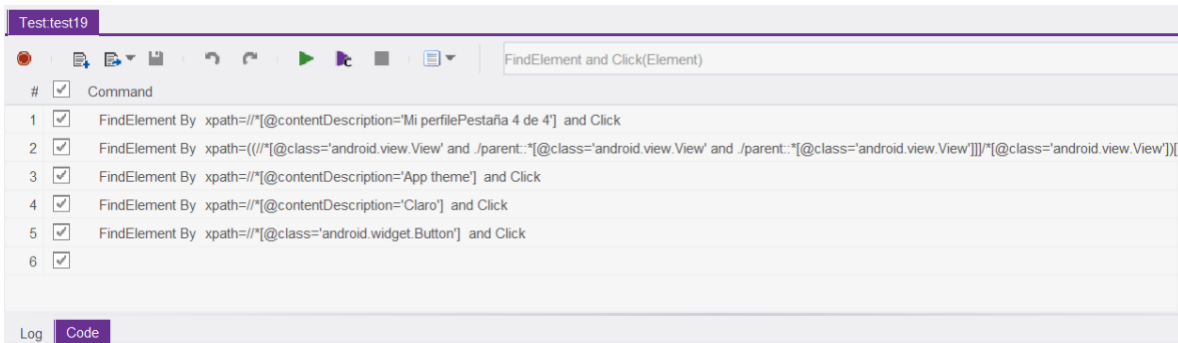 Test:test19
FindElement and Click(Element)
# Command
1 FindElement By xpath=//*[@contentDescription='Mi perfilePestaña 4 de 4'] and Click
2 FindElement By xpath=((//*[@class='android.view.View' and ./parent::*[@class='android.view.View' and ./parent::*[@class='android.view.View']]]/*[@class='android.view.View'])[
3 FindElement By xpath=//*[@contentDescription='App theme'] and Click
4 FindElement By xpath=//*[@contentDescription='Claro'] and Click
5 FindElement By xpath=//*[@class='android.widget.Button'] and Click
6
Log Code